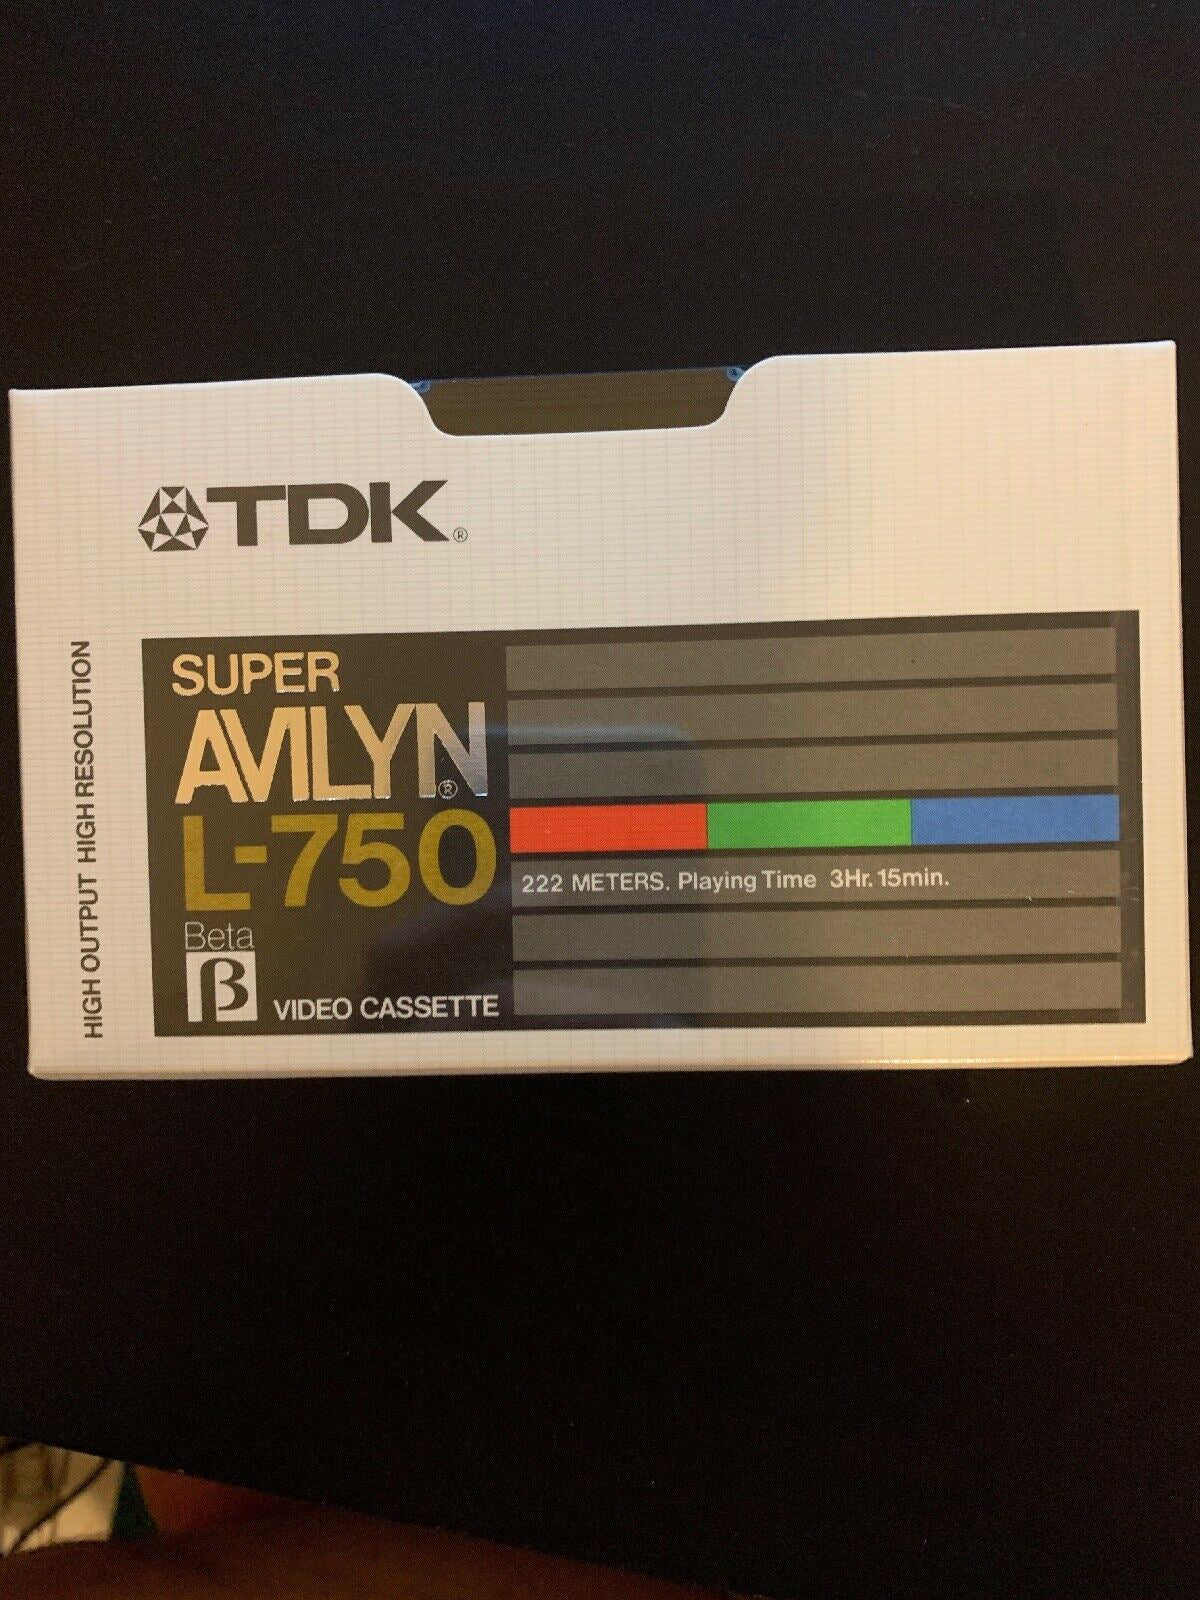 TDK®
HIGH OUTPUT HIGH RESOLUTION
SUPER
AVILYN®
L-750
Beta
β
VIDEO CASSETTE
222 METERS. Playing Time 3Hr. 15min.